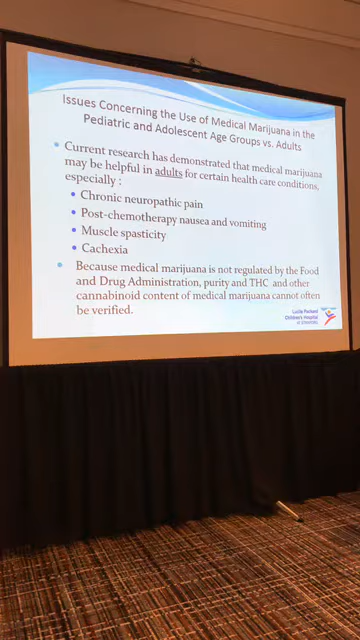 Issues Concerning the Use of Medical Marijuana in the
Pediatric and Adolescent Age Groups vs. Adults
Current research has demonstrated that medical marijuana
may be helpful in adults for certain health care conditions,
especially :
Chronic neuropathic pain
Post-chemotherapy nausea and vomiting
Muscle spasticity
Cachexia
Because medical marijuana is not regulated by the Food
and Drug Administration, purity and THC and other
cannabinoid content of medical marijuana cannot often
be verified.
Lucile Packard
Children's Hospital
AT STANFORD